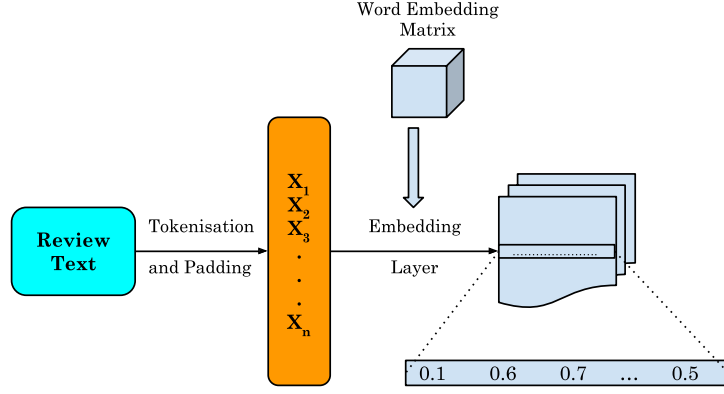 Word Embedding
Matrix
Review
Text
Tokenisation
and Padding
X1
X2
X3
.
.
.
Xn
Embedding
Layer
..........................
0.1 0.6 0.7 ... 0.5